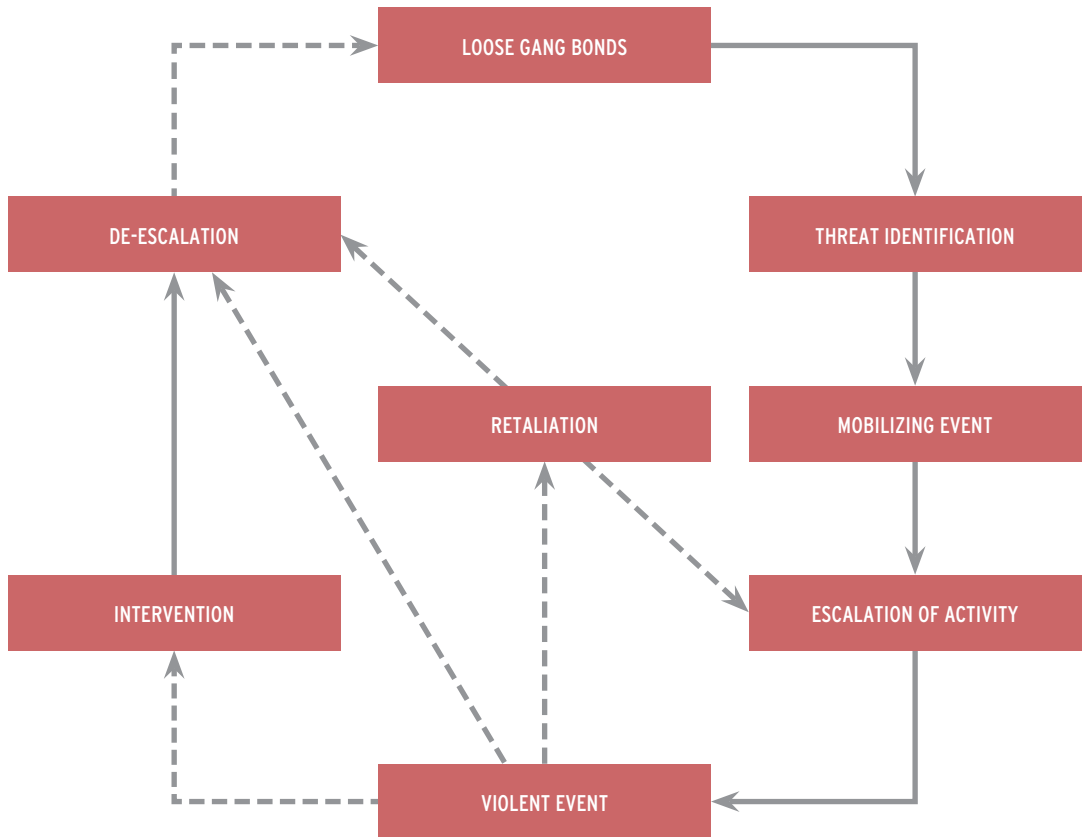 LOOSE GANG BONDS
DE-ESCALATION
THREAT IDENTIFICATION
RETALIATION
MOBILIZING EVENT
INTERVENTION
ESCALATION OF ACTIVITY
VIOLENT EVENT